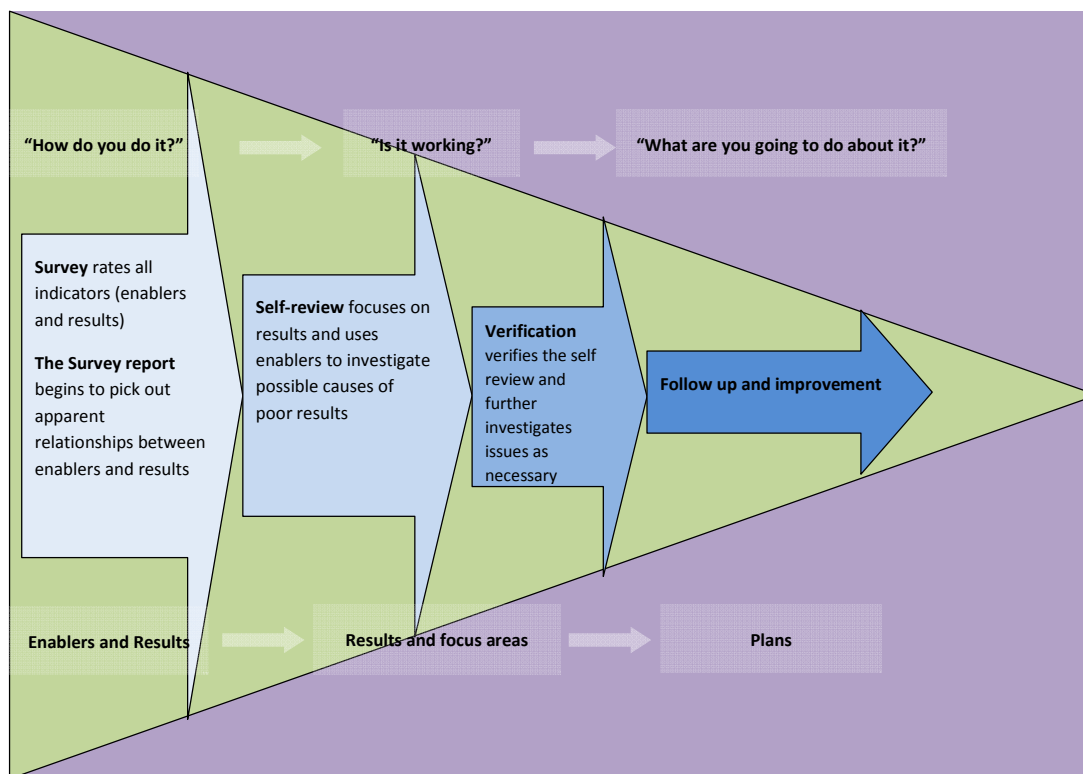 “How do you do it?”
“Is it working?”
“What are you going to do about it?”
Survey rates all
indicators (enablers
and results)
The Survey report
begins to pick out
apparent
relationships between
enablers and results
Self-review focuses on
results and uses
enablers to investigate
possible causes of
poor results
Verification
verifies the self
review and
further
investigates
issues as
necessary
Follow up and improvement
Enablers and Results
Results and focus areas
Plans